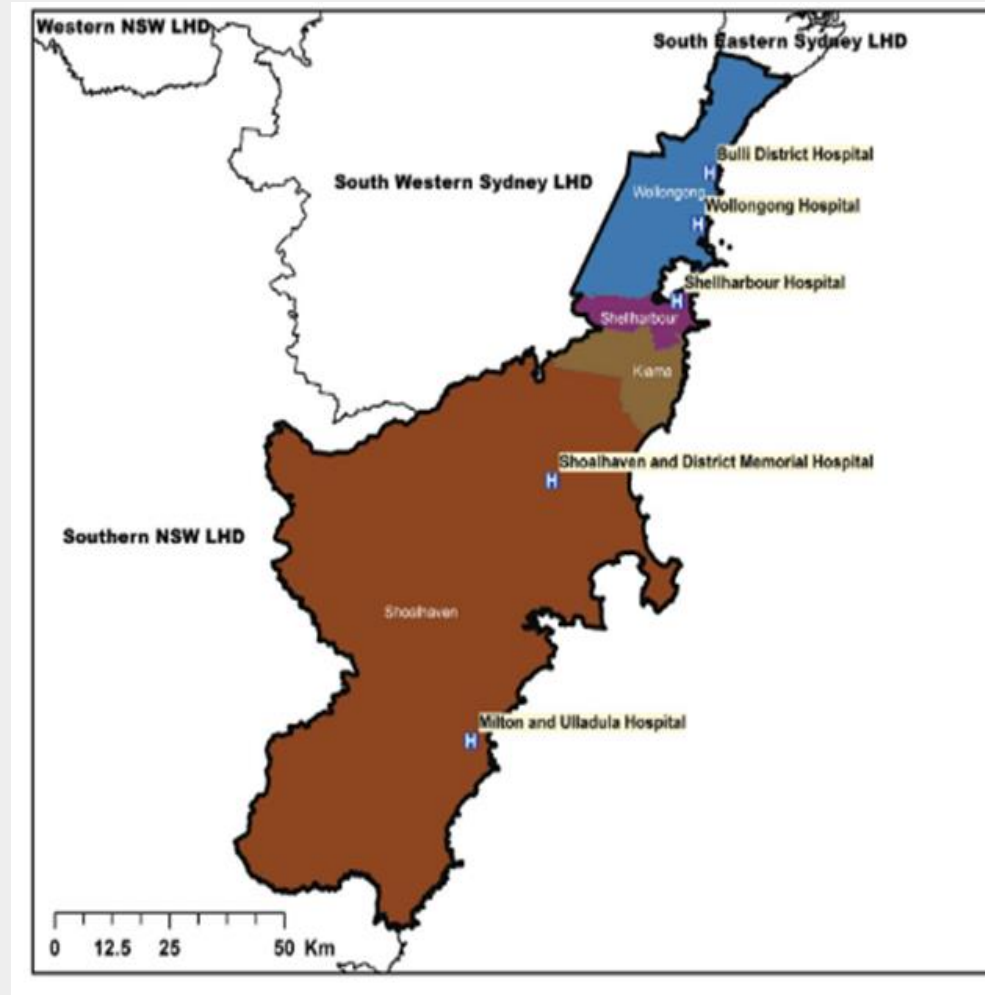 Western NSW LHD
South Eastern Sydney LHD
Bulli District Hospital
H
South Western Sydney LHD
Wollongong
Wollongong Hospital
H
Shellharbour Hospital
H
Shellharbour
Kiama
Shoalhaven and District Memorial Hospital
H
Southern NSW LHD
Shoalhaven
Milton and Ulladula Hospital
H
0 12.5 25 50 Km